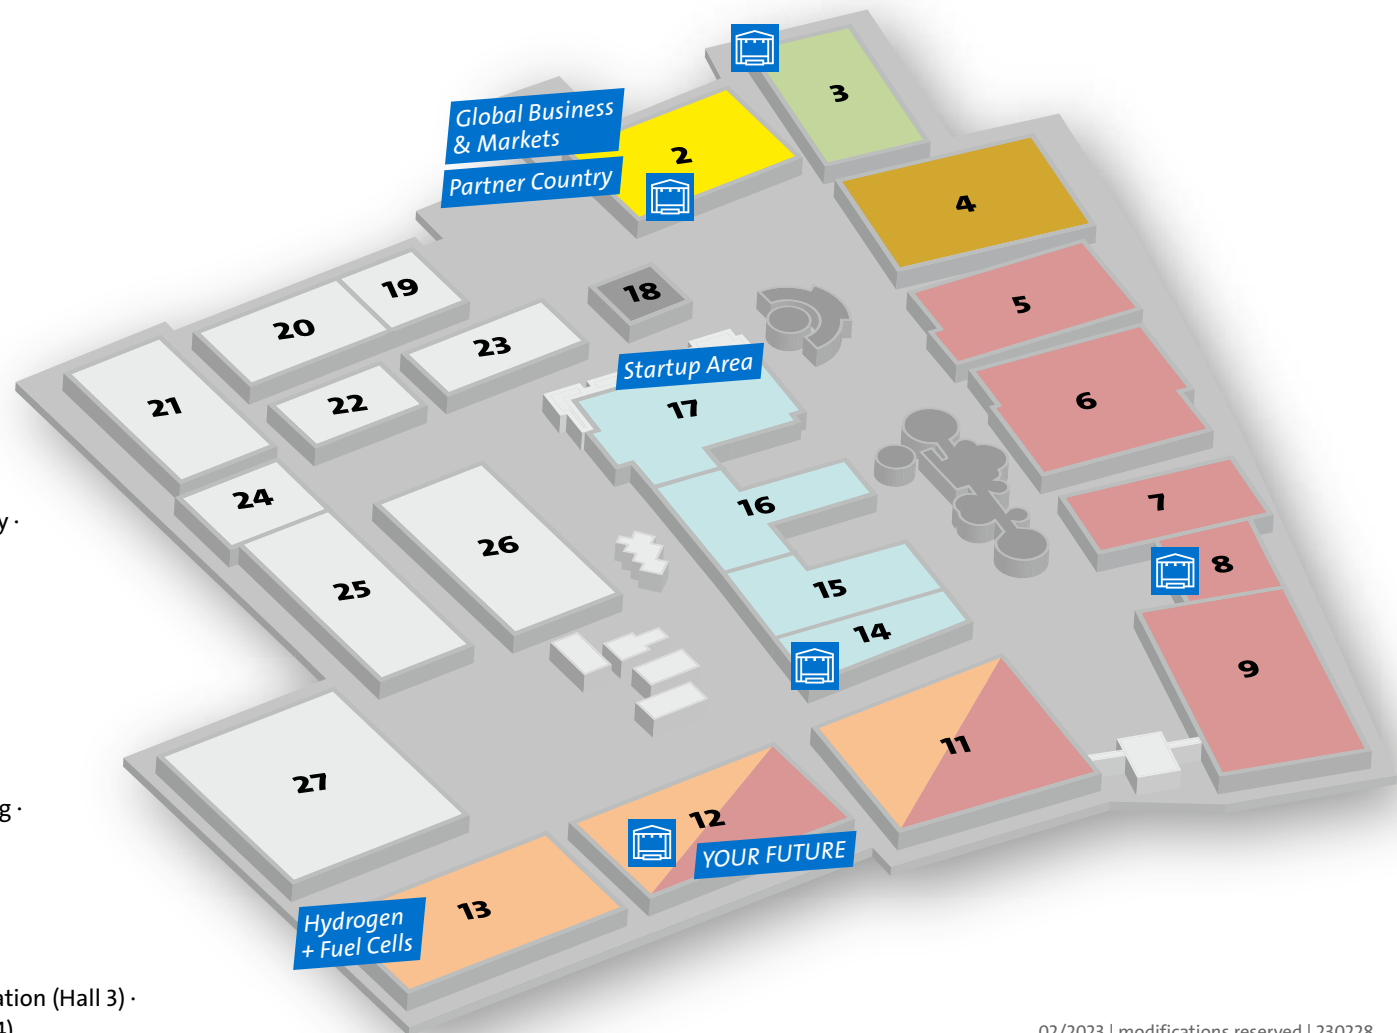 3
Global Business
& Markets
2
Partner Country
4
19
18
5
20
23
Startup Area
21
22
17
6
24
16
7
y ·
26
8
25
15
14
9
11
27
g ·
12
YOUR FUTURE
13
Hydrogen
+ Fuel Cells
ation (Hall 3) ·
4)
02/2023 | modifications reserved | 230228